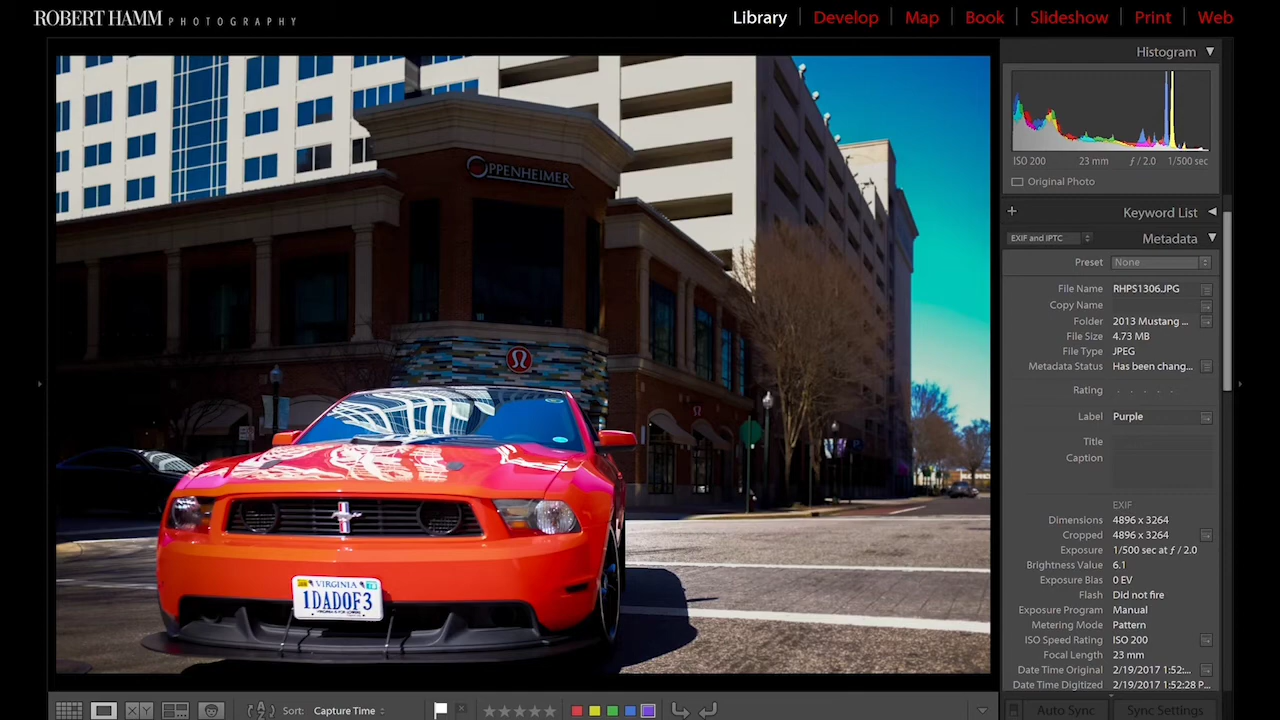 ROBERT HAMM PHOTOGRAPHY
Library | Develop | Map | Book | Slideshow | Print | Web
Histogram
ISO 200 23 mm ƒ / 2.0 1/500 sec
Original Photo
Keyword List
EXIF and IPTC Metadata
Preset None
File Name RHPS1306.JPG
Copy Name
Folder 2013 Mustang ...
File Size 4.73 MB
File Type JPEG
Metadata Status Has been chang...
Rating
Label Purple
Title
Caption
EXIF
Dimensions 4896 x 3264
Cropped 4896 x 3264
Exposure 1/500 sec at ƒ / 2.0
Brightness Value 6.1
Exposure Bias 0 EV
Flash Did not fire
Exposure Program Manual
Metering Mode Pattern
ISO Speed Rating ISO 200
Focal Length 23 mm
Date Time Original 2/19/2017 1:52:...
Date Time Digitized 2/19/2017 1:52:28 P...
OPPENHEIMER
VIRGINIA
1DADOF3
Sort: Capture Time
Auto Sync Sync Settings